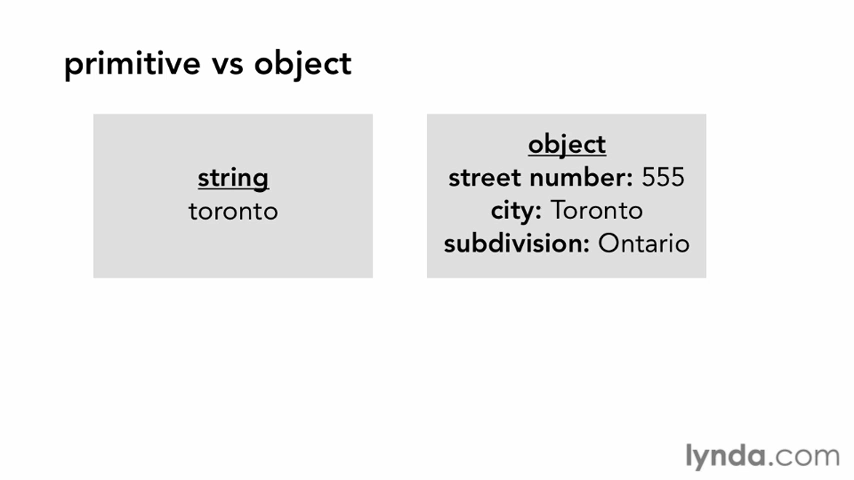 primitive vs object
string
toronto
object
street number: 555
city: Toronto
subdivision: Ontario
lynda.com